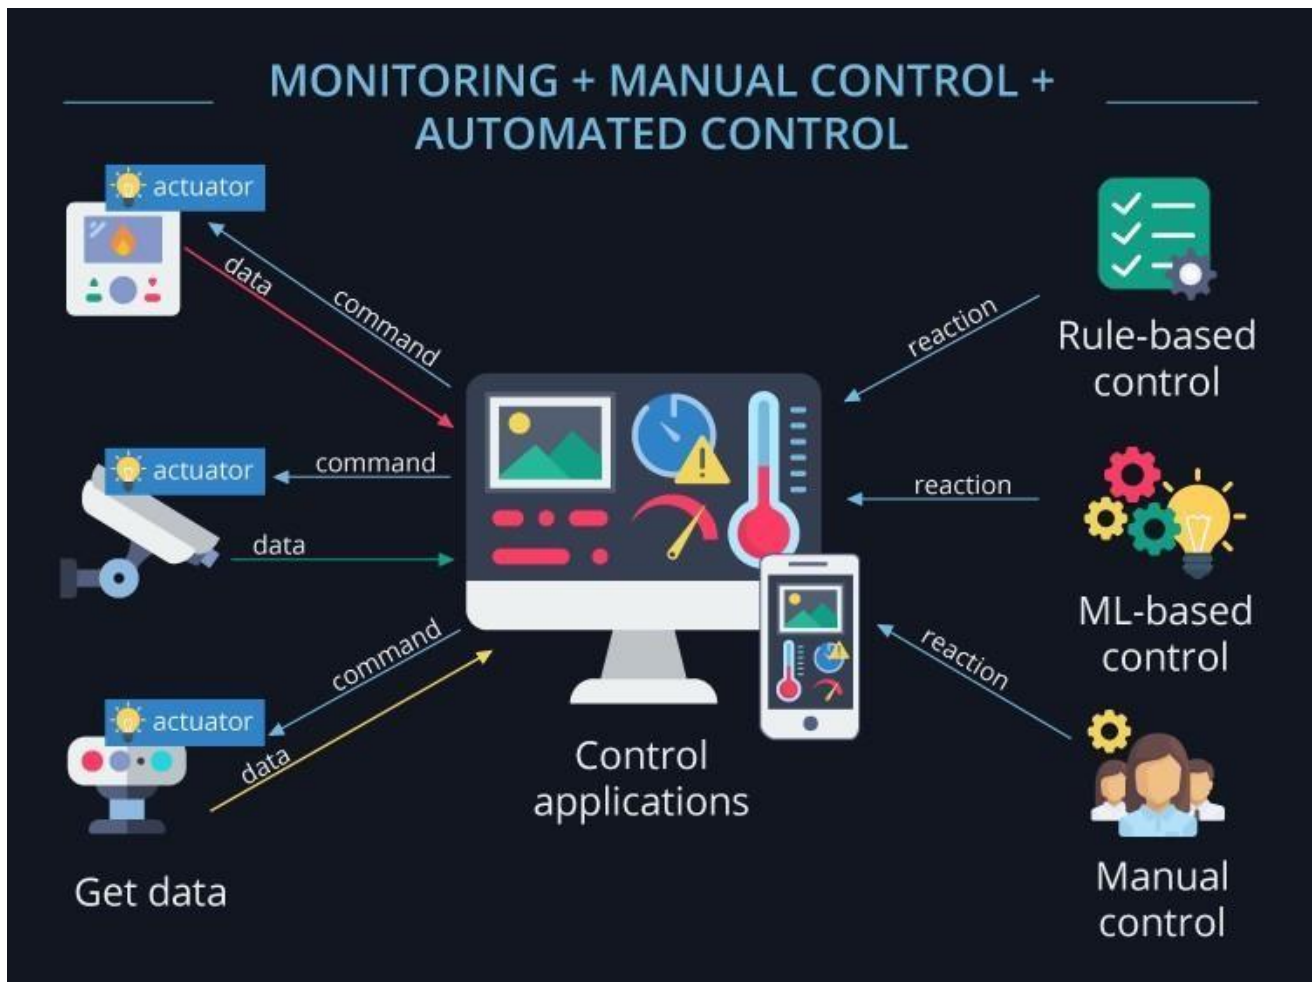 MONITORING + MANUAL CONTROL +
AUTOMATED CONTROL
actuator
data
command
reaction
Rule-based
control
actuator
command
data
reaction
ML-based
control
actuator
command
data
reaction
Control
applications
Get data
Manual
control